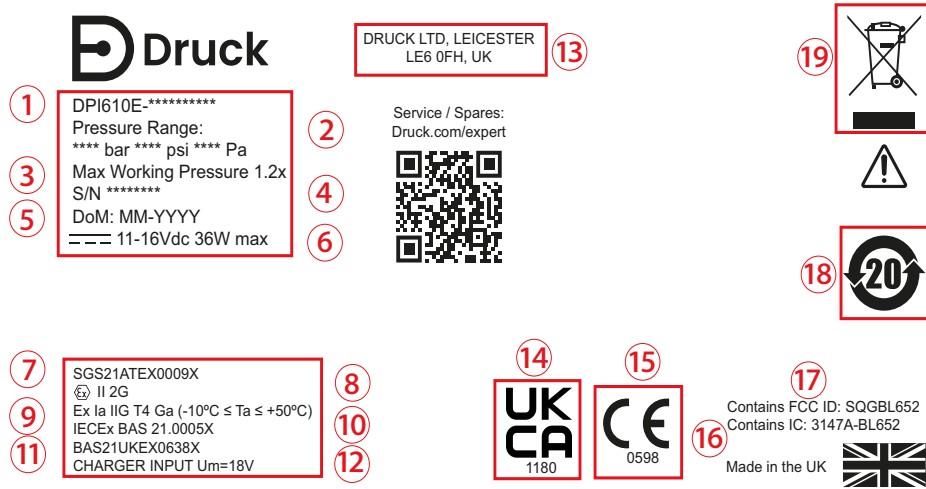 Druck
DRUCK LTD, LEICESTER
LE6 0FH, UK
13
19
1
DPI610E-**********
Pressure Range:
2
**** bar **** psi **** Pa
3
Max Working Pressure 1.2x
S/N ********
4
5
DoM: MM-YYYY
11-16Vdc 36W max
6
Service / Spares:
Druck.com/expert
18
20
7
SGS21ATEX0009X
Ex II 2G
8
9
Ex Ia IIG T4 Ga (-10ºC ≤ Ta ≤ +50ºC)
IECEx BAS 21.0005X
10
11
BAS21UKEX0638X
CHARGER INPUT Um=18V
12
14
UK
CA
1180
15
CE
0598
16
17
Contains FCC ID: SQGBL652
Contains IC: 3147A-BL652
Made in the UK